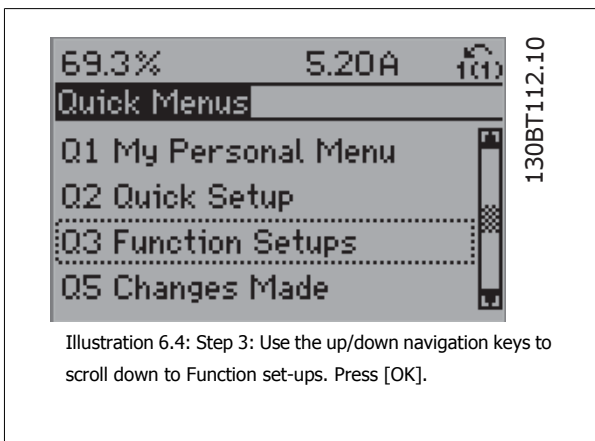 69.3% 5.20A 1(1)
Quick Menus
Q1 My Personal Menu
Q2 Quick Setup
Q3 Function Setups
Q5 Changes Made
130BT112.10
Illustration 6.4: Step 3: Use the up/down navigation keys to
scroll down to Function set-ups. Press [OK].